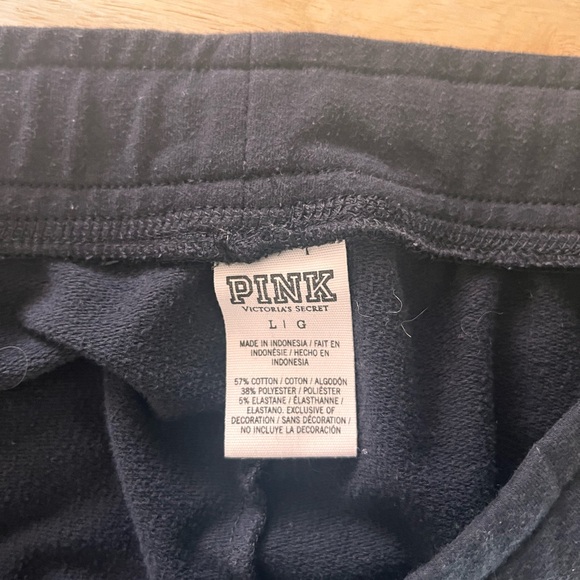 PINK
VICTORIA'S SECRET
L | G
MADE IN INDONESIA / FAIT EN
INDONÉSIE / HECHO EN
INDONESIA
57% COTTON / COTON / ALGODÓN
38% POLYESTER / POLIÉSTER
5% ELASTANE / ÉLASTHANNE /
ELASTANO. EXCLUSIVE OF
DECORATION / SANS DÉCORATION /
NO INCLUYE LA DECORACIÓN